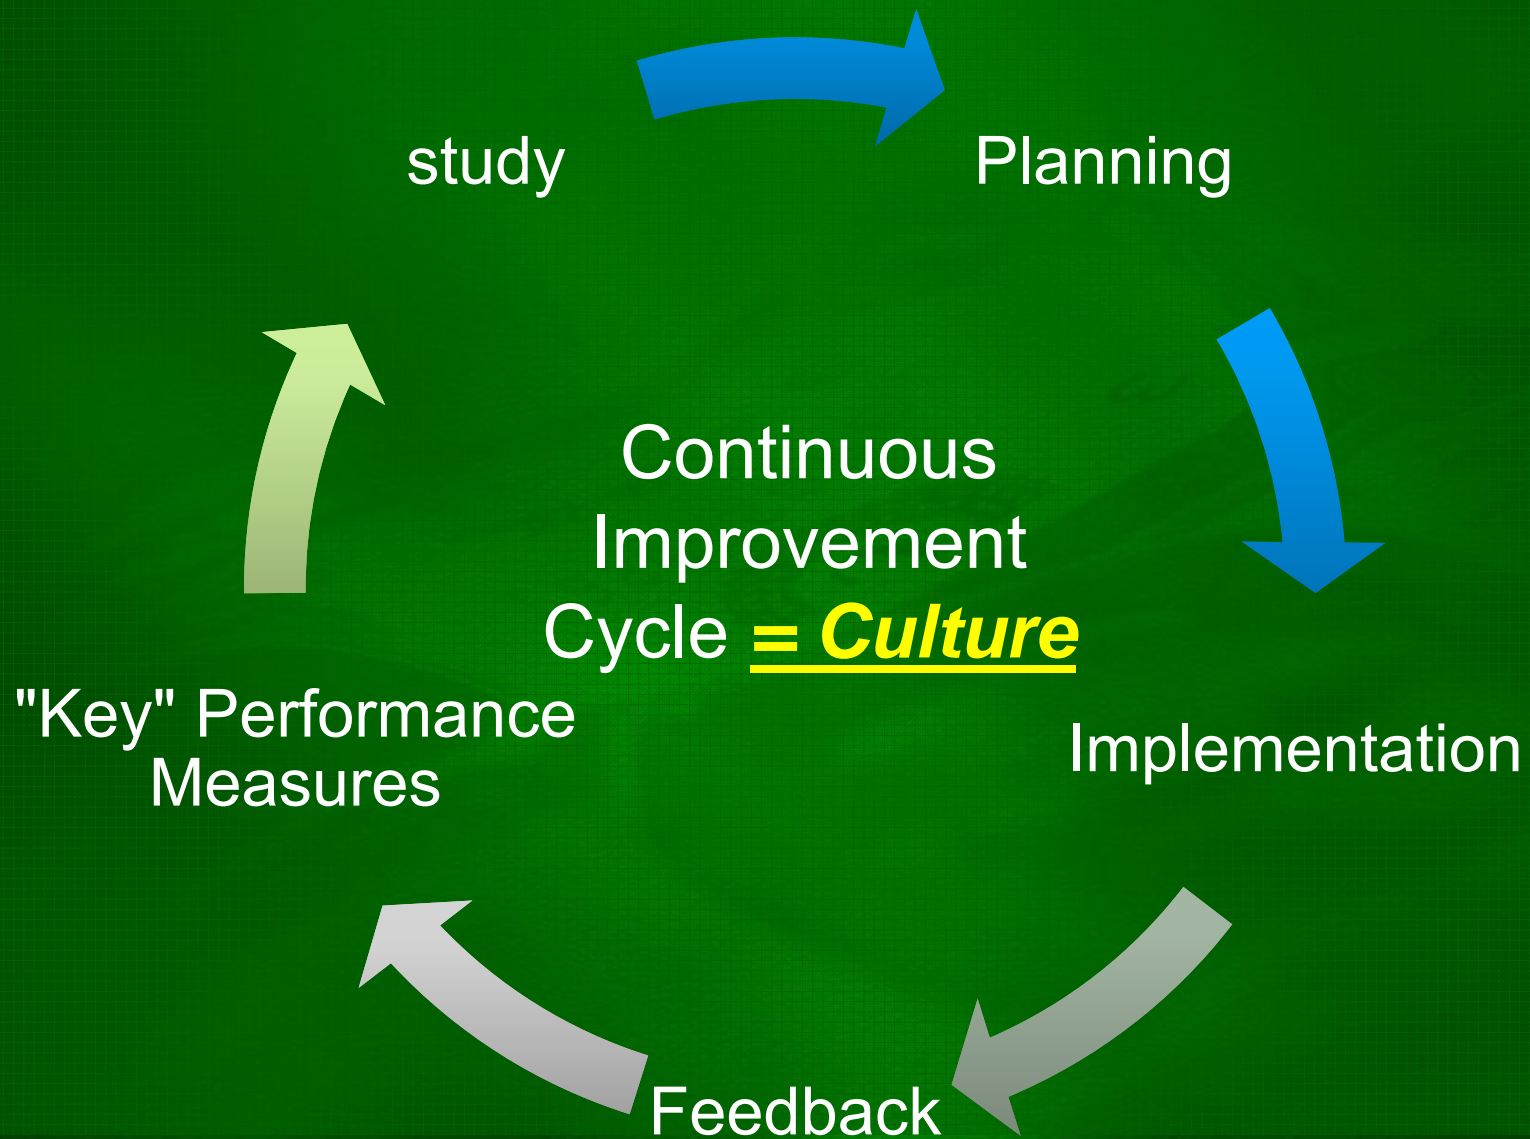 study
Planning
Continuous
Improvement
Cycle = Culture
"Key" Performance
Measures
Implementation
Feedback